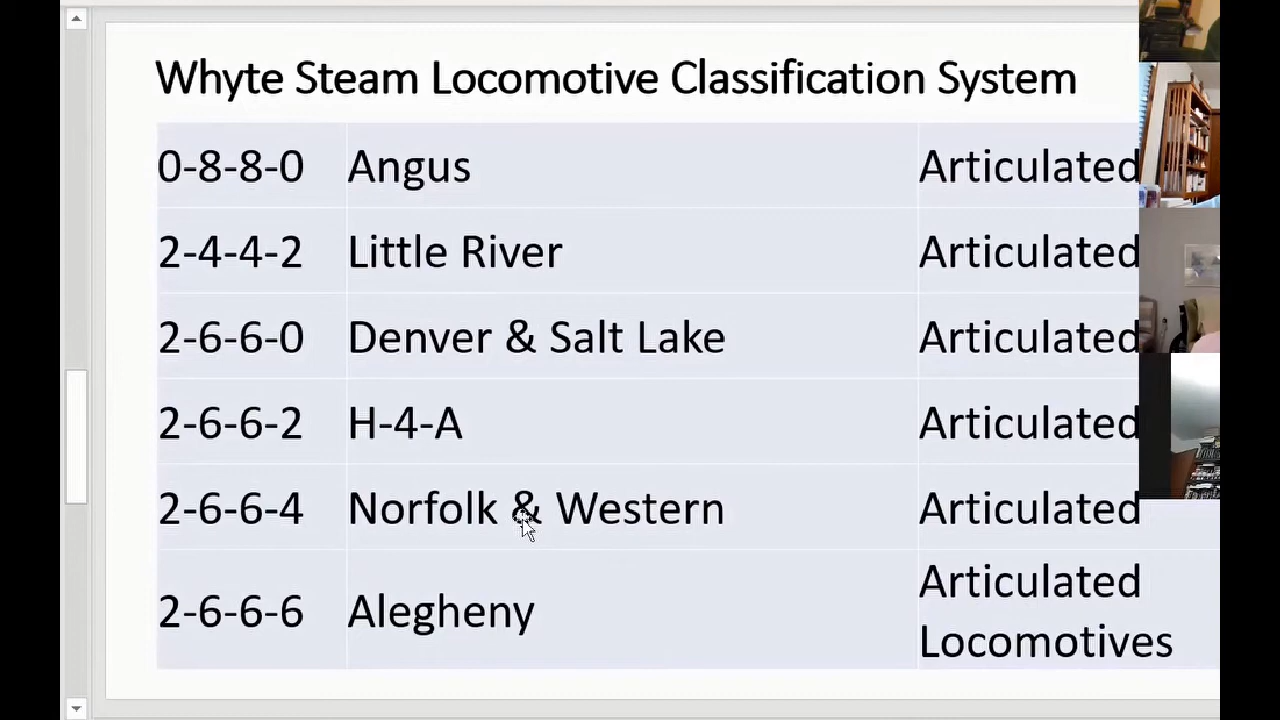 Whyte Steam Locomotive Classification System
0-8-8-0 Angus Articulated
2-4-4-2 Little River Articulated
2-6-6-0 Denver & Salt Lake Articulated
2-6-6-2 H-4-A Articulated
2-6-6-4 Norfolk & Western Articulated
2-6-6-6 Alegheny Articulated
Locomotives